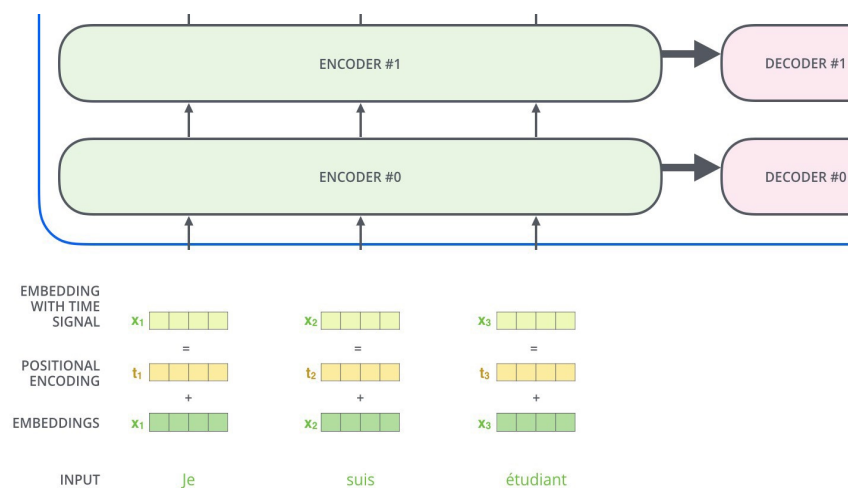 ENCODER #1
DECODER #1
ENCODER #0
DECODER #0
EMBEDDING
WITH TIME
SIGNAL
x₁ x₂ x₃
= = =
POSITIONAL
ENCODING
t₁ t₂ t₃
+ + +
EMBEDDINGS x₁ x₂ x₃
INPUT Je suis étudiant